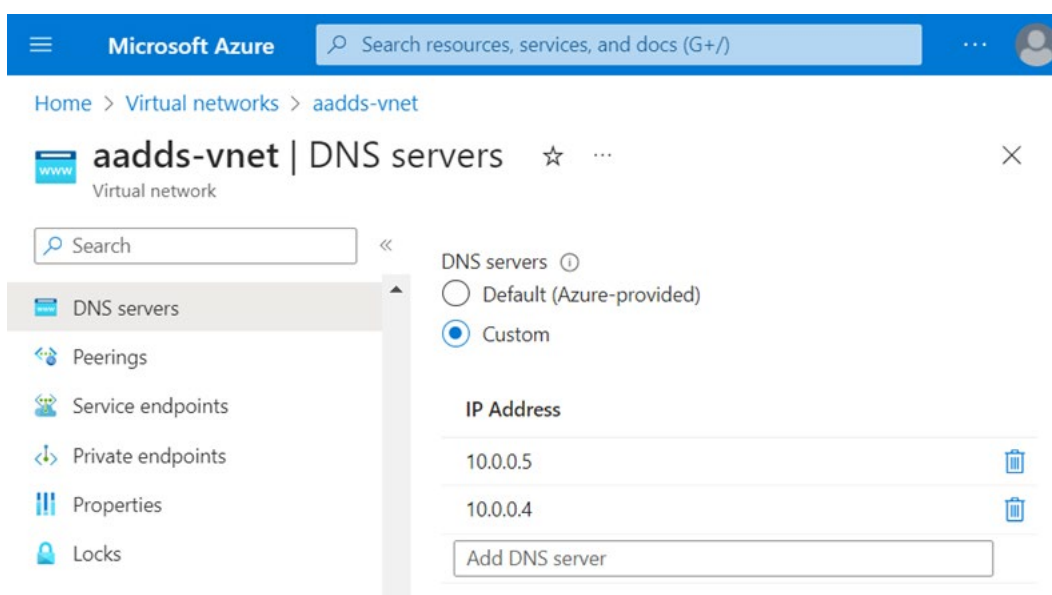 Microsoft Azure
Search resources, services, and docs (G+/)
...
Home > Virtual networks > aadds-vnet
www
aadds-vnet | DNS servers
...
Virtual network
Search
«
DNS servers
Peerings
Service endpoints
Private endpoints
Properties
Locks
DNS servers
Default (Azure-provided)
Custom
IP Address
10.0.0.5
10.0.0.4
Add DNS server